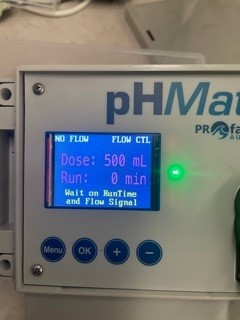 pHMat
PROfa
NO FLOW FLOW CTL
Dose: 500 mL
Run: 0 min
Wait on RunTime
and Flow Signal
Menu OK + −